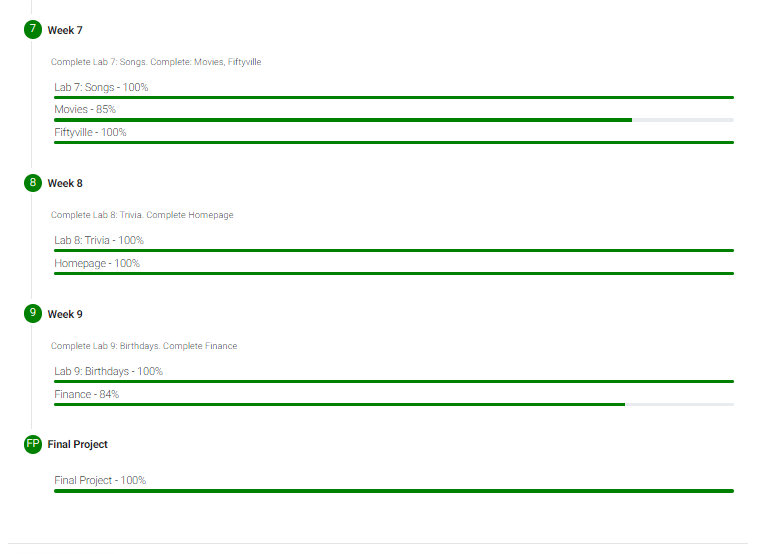 7 Week 7
Complete Lab 7: Songs. Complete: Movies, Fiftyville
Lab 7: Songs - 100%
Movies - 85%
Fiftyville - 100%
8 Week 8
Complete Lab 8: Trivia. Complete Homepage
Lab 8: Trivia - 100%
Homepage - 100%
9 Week 9
Complete Lab 9: Birthdays. Complete Finance
Lab 9: Birthdays - 100%
Finance - 84%
FP Final Project
Final Project - 100%